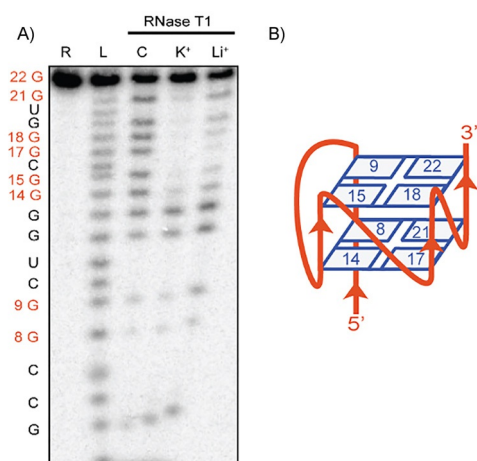 A)
RNase T1
B)
R L C K⁺ Li⁺
22 G
21 G
U
G
18 G
17 G
C
15 G
14 G
G
G
U
C
9 G
8 G
C
C
G
3'
9 22
15 18
8 21
14 17
5'